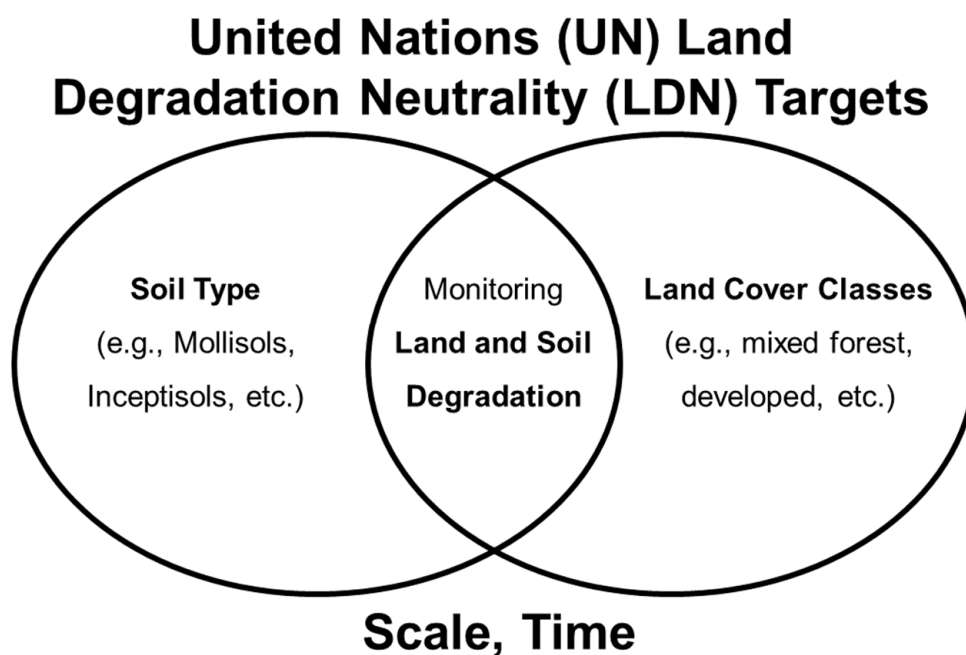 United Nations (UN) Land
Degradation Neutrality (LDN) Targets
Soil Type
(e.g., Mollisols,
Inceptisols, etc.)
Monitoring
Land and Soil
Degradation
Land Cover Classes
(e.g., mixed forest,
developed, etc.)
Scale, Time